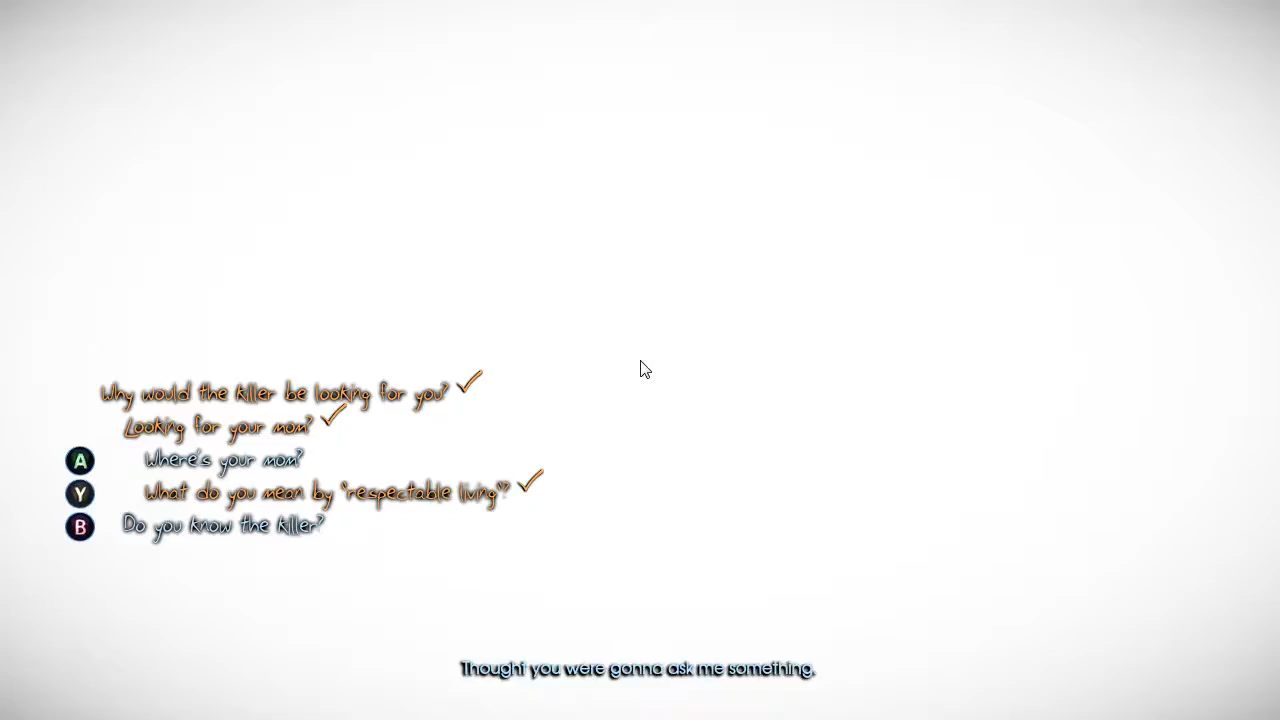 Why would the killer be looking for you?
Looking for your mom?
A Where's your mom?
Y What do you mean by 'respectable living'?
B Do you know the killer?
Thought you were gonna ask me something.